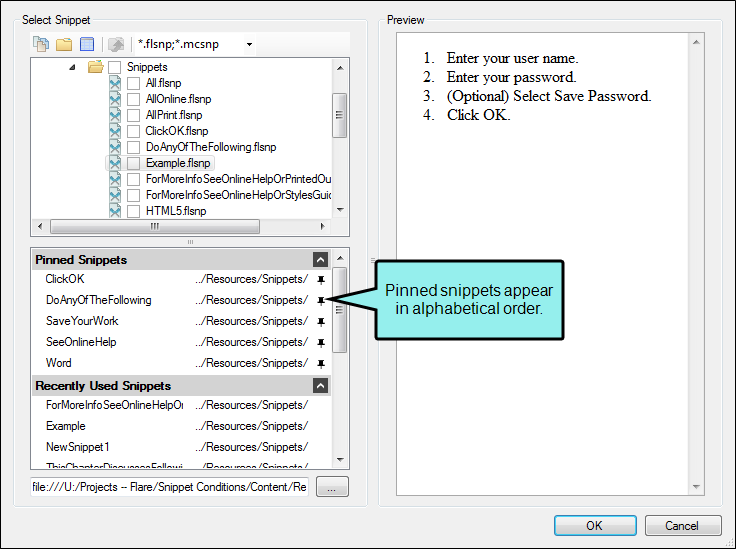 Select Snippet
*.flsnp;*.mcsnp
Snippets
All.flsnp
AllOnline.flsnp
AllPrint.flsnp
ClickOK.flsnp
DoAnyOfTheFollowing.flsnp
Example.flsnp
ForMoreInfoSeeOnlineHelpOrPrintedOu
ForMoreInfoSeeOnlineHelpOrStylesGuid
HTML5.flsnp
Pinned Snippets
ClickOK ../Resources/Snippets/
DoAnyOfTheFollowing ../Resources/Snippets/
SaveYourWork ../Resources/Snippets/
SeeOnlineHelp ../Resources/Snippets/
Word ../Resources/Snippets/
Recently Used Snippets
ForMoreInfoSeeOnlineHelpOr ../Resources/Snippets/
Example ../Resources/Snippets/
NewSnippet1 ../Resources/Snippets/
ThisChapterDiscussesFollowi ../Resources/Snippets/
file:///U:/Projects -- Flare/Snippet Conditions/Content/Re ...
Preview
1. Enter your user name.
2. Enter your password.
3. (Optional) Select Save Password.
4. Click OK.
Pinned snippets appear
in alphabetical order.
OK Cancel